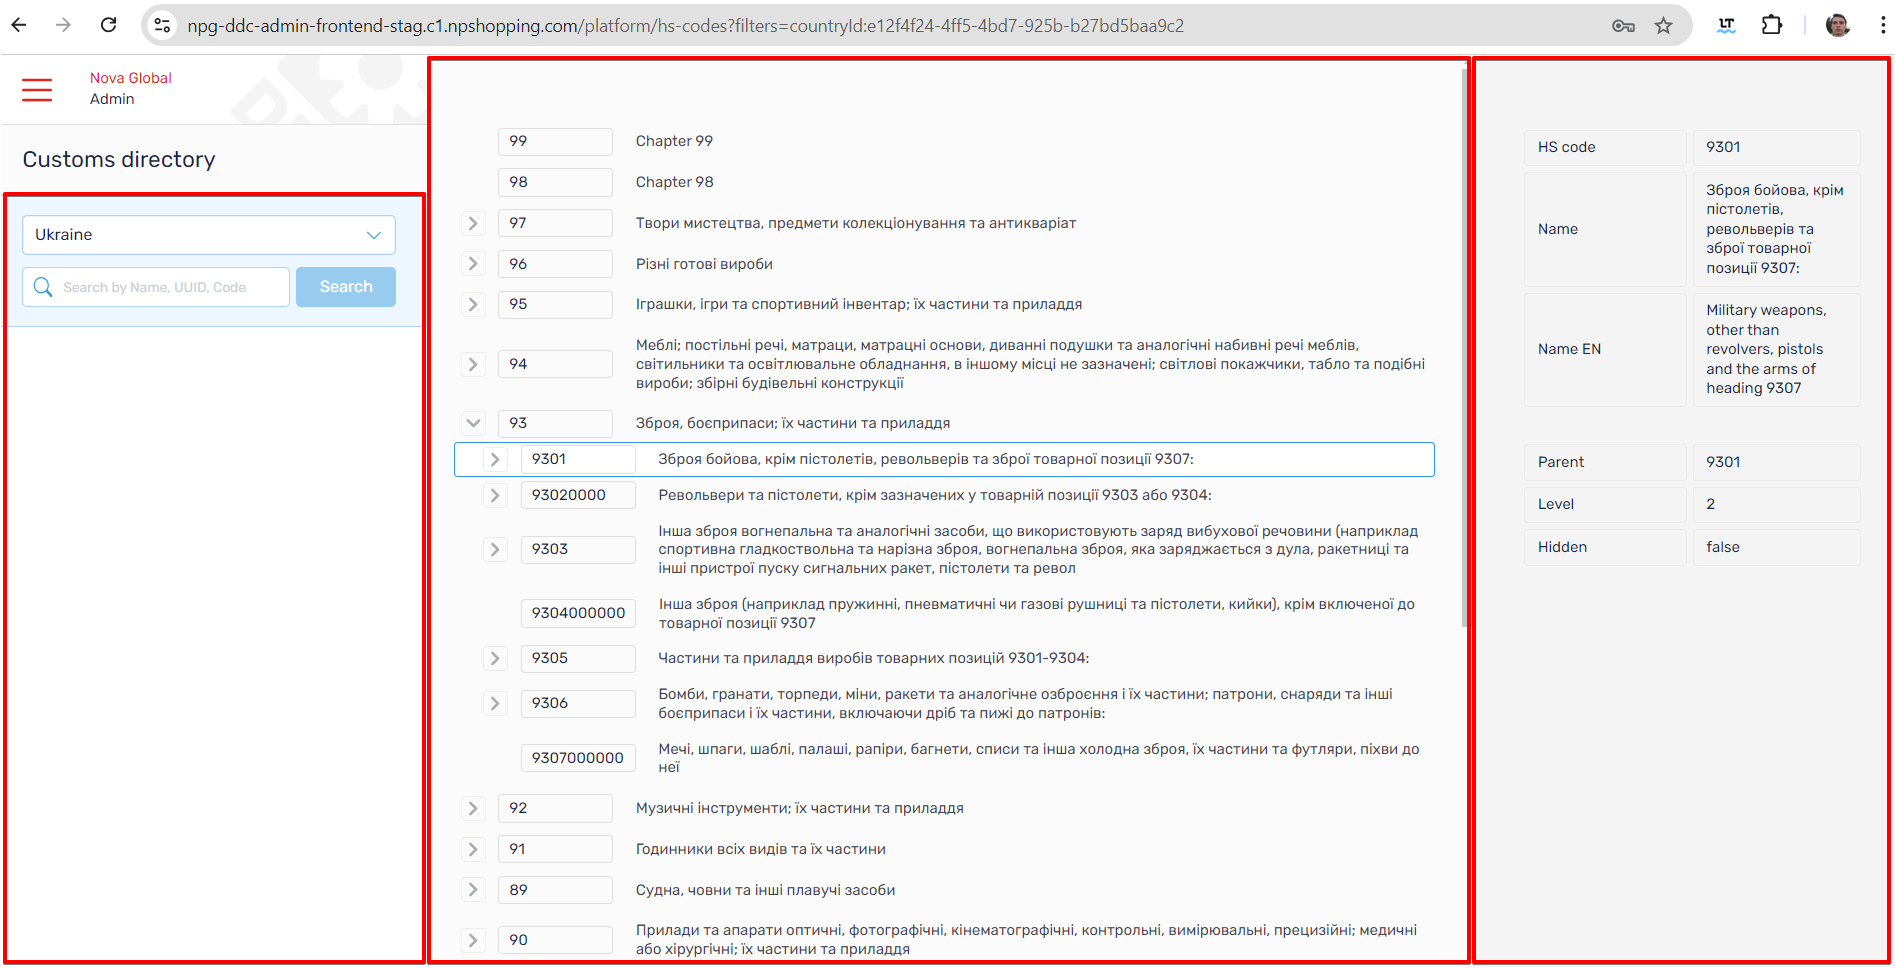 npg-ddc-admin-frontend-stag.c1.npshopping.com/platform/hs-codes?filters=countryId:e12f4f24-4ff5-4bd7-925b-b27bd5baa9c2
LT
Nova Global
Admin
Customs directory
Ukraine
Search by Name, UUID, Code
Search
99
Chapter 99
98
Chapter 98
97
Твори мистецтва, предмети колекціонування та антикваріат
96
Різні готові вироби
95
Іграшки, ігри та спортивний інвентар; їх частини та приладдя
94
Меблі; постільні речі, матраци, матрацні основи, диванні подушки та аналогічні набивні речі меблів,
світильники та освітлювальне обладнання, в іншому місці не зазначені; світлові покажчики, табло та подібні
вироби; збірні будівельні конструкції
93
Зброя, боєприпаси; їх частини та приладдя
9301
Зброя бойова, крім пістолетів, револьверів та зброї товарної позиції 9307:
93020000
Револьвери та пістолети, крім зазначених у товарній позиції 9303 або 9304:
9303
Інша зброя вогнепальна та аналогічні засоби, що використовують заряд вибухової речовини (наприклад
спортивна гладкоствольна та нарізна зброя, вогнепальна зброя, яка заряджається з дула, ракетниці та
інші пристрої пуску сигнальних ракет, пістолети та револ
9304000000
Інша зброя (наприклад пружинні, пневматичні чи газові рушниці та пістолети, кийки), крім включеної до
товарної позиції 9307
9305
Частини та приладдя виробів товарних позицій 9301-9304:
9306
Бомби, гранати, торпеди, міни, ракети та аналогічне озброєння і їх частини; патрони, снаряди та інші
боєприпаси і їх частини, включаючи дріб та пижі до патронів:
9307000000
Мечі, шпаги, шаблі, палаші, рапіри, багнети, списи та інша холодна зброя, їх частини та футляри, піхви до
неї
92
Музичні інструменти; їх частини та приладдя
91
Годинники всіх видів та їх частини
89
Судна, човни та інші плавучі засоби
90
Прилади та апарати оптичні, фотографічні, кінематографічні, контрольні, вимірювальні, прецизійні; медичні
або хірургічні; їх частини та приладдя
HS code
9301
Name
Зброя бойова, крім
пістолетів,
револьверів та
зброї товарної
позиції 9307:
Name EN
Military weapons,
other than
revolvers, pistols
and the arms of
heading 9307
Parent
9301
Level
2
Hidden
false